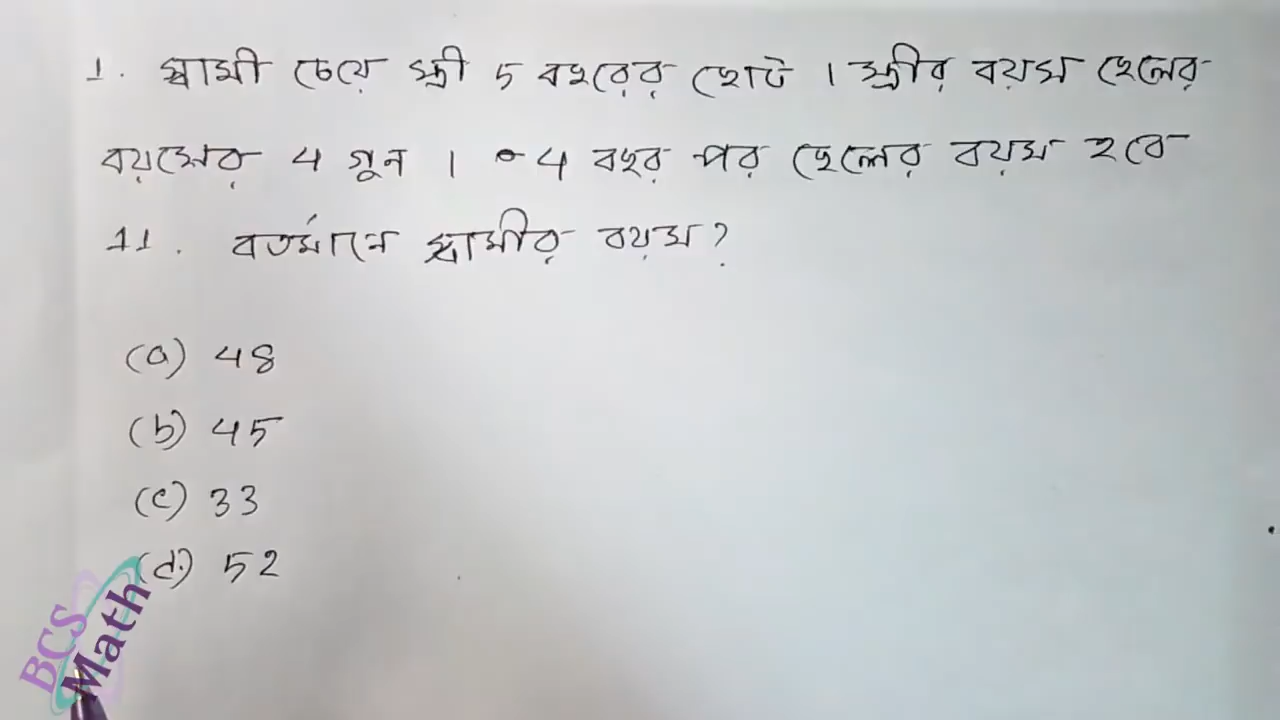 1. স্বামী চেয়ে স্ত্রী 5 বছরের ছোট । স্ত্রীর বয়স ছেলের
বয়সের 4 গুন । 4 বছর পর ছেলের বয়স হবে
11. বর্তমানে স্বামীর বয়স?
(a) 48
(b) 45
(c) 33
(d) 52
BCS
Math